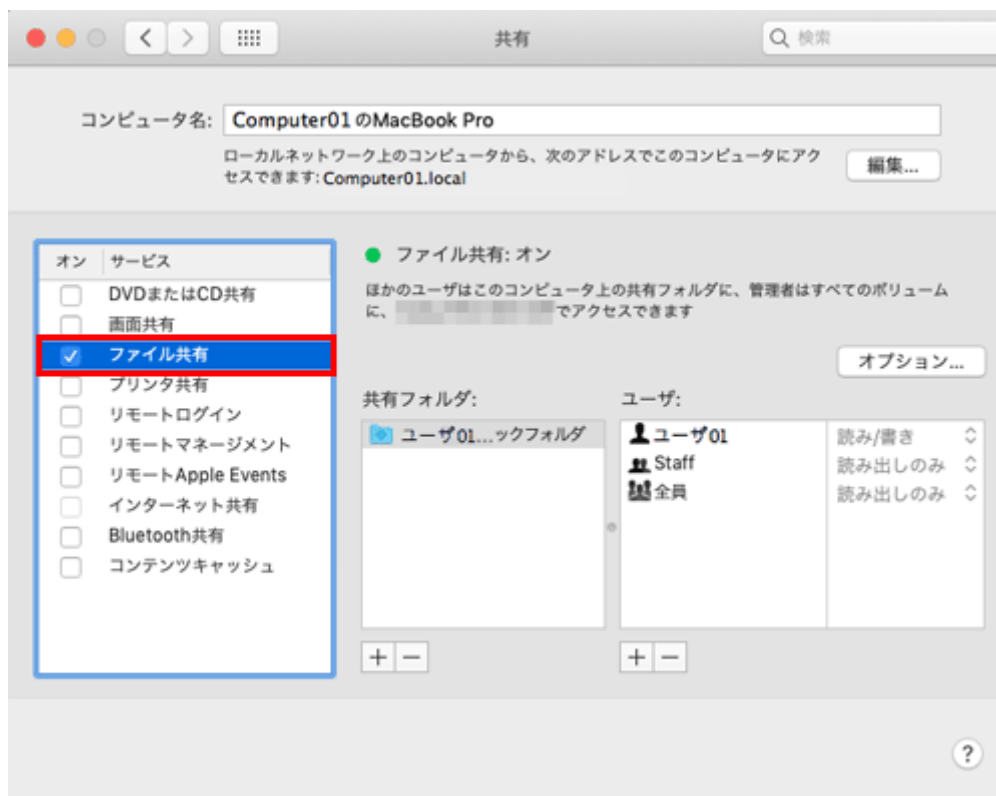 共有
検索
コンピュータ名: Computer01 のMacBook Pro
ローカルネットワーク上のコンピュータから、次のアドレスでこのコンピュータにアク
セスできます: Computer01.local
編集...
オン サービス
DVDまたはCD共有
画面共有
ファイル共有
プリンタ共有
リモートログイン
リモートマネージメント
リモートApple Events
インターネット共有
Bluetooth共有
コンテンツキャッシュ
ファイル共有: オン
ほかのユーザはこのコンピュータ上の共有フォルダに、管理者はすべてのボリューム
に、 でアクセスできます
オプション...
共有フォルダ:
ユーザ01...ックフォルダ
ユーザ:
ユーザ01 読み/書き
Staff 読み出しのみ
全員 読み出しのみ
+ −
+ −
?